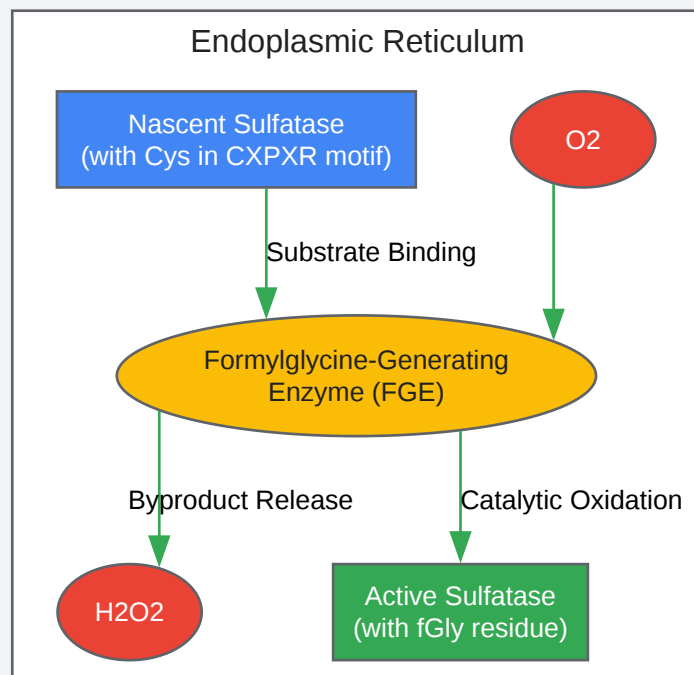 Endoplasmic Reticulum
Nascent Sulfatase
(with Cys in CXPXR motif)
O2
Substrate Binding
Formylglycine-Generating
Enzyme (FGE)
Byproduct Release
Catalytic Oxidation
H2O2
Active Sulfatase
(with fGly residue)